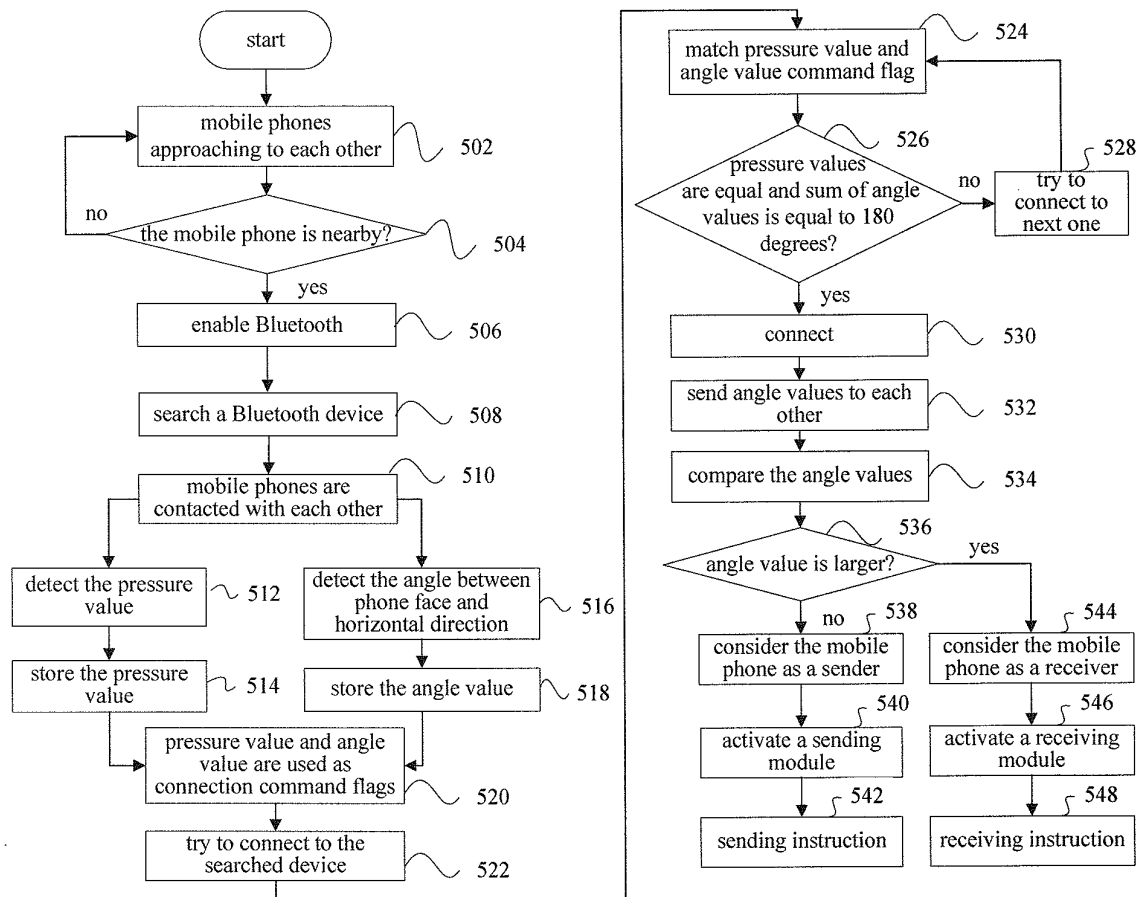 start
mobile phones
approaching to each other
502
no
the mobile phone is nearby?
504
yes
enable Bluetooth
506
search a Bluetooth device
508
510
mobile phones are
contacted with each other
detect the pressure
value
512
detect the angle between
phone face and
horizontal direction
516
store the pressure
value
514
store the angle value
518
pressure value and angle
value are used as
connection command flags
520
try to connect to the
searched device
522
match pressure value and
angle value command flag
524
526
pressure values
are equal and sum of angle
values is equal to 180
degrees?
no
528
try to
connect to
next one
yes
connect
530
send angle values to each
other
532
compare the angle values
534
536
angle value is larger?
yes
no
538
consider the mobile
phone as a sender
544
consider the mobile
phone as a receiver
540
activate a sending
module
546
activate a receiving
module
542
sending instruction
548
receiving instruction